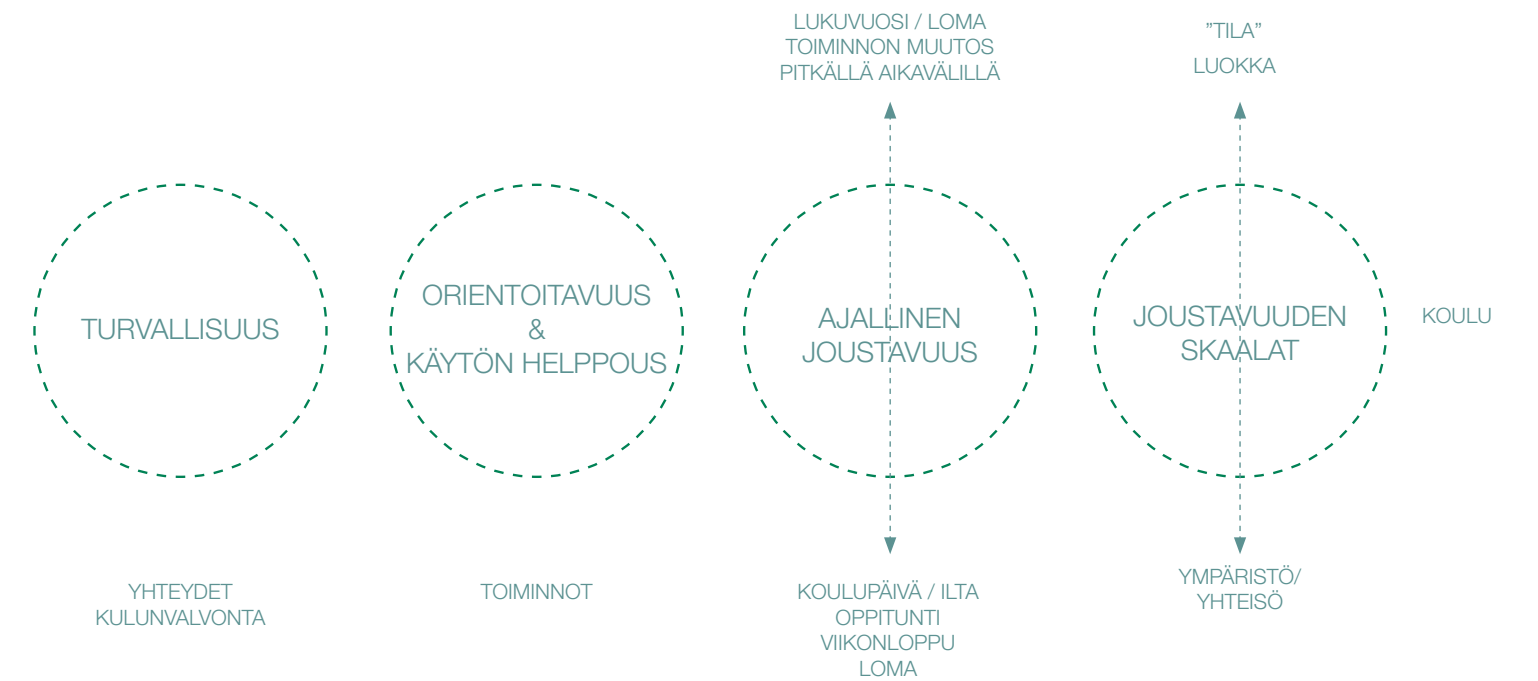 TURVALLISUUS
YHTEYDET
KULUNVALVONTA
ORIENTOITAVUUS
&
KÄYTÖN HELPPOUS
TOIMINNOT
LUKUVUOSI / LOMA
TOIMINNON MUUTOS
PITKÄLLÄ AIKAVÄLILLÄ
AJALLINEN
JOUSTAVUUS
KOULUPÄIVÄ / ILTA
OPPITUNTI
VIIKONLOPPU
LOMA
”TILA”
LUOKKA
JOUSTAVUUDEN
SKAALAT
YMPÄRISTÖ/
YHTEISÖ
KOULU